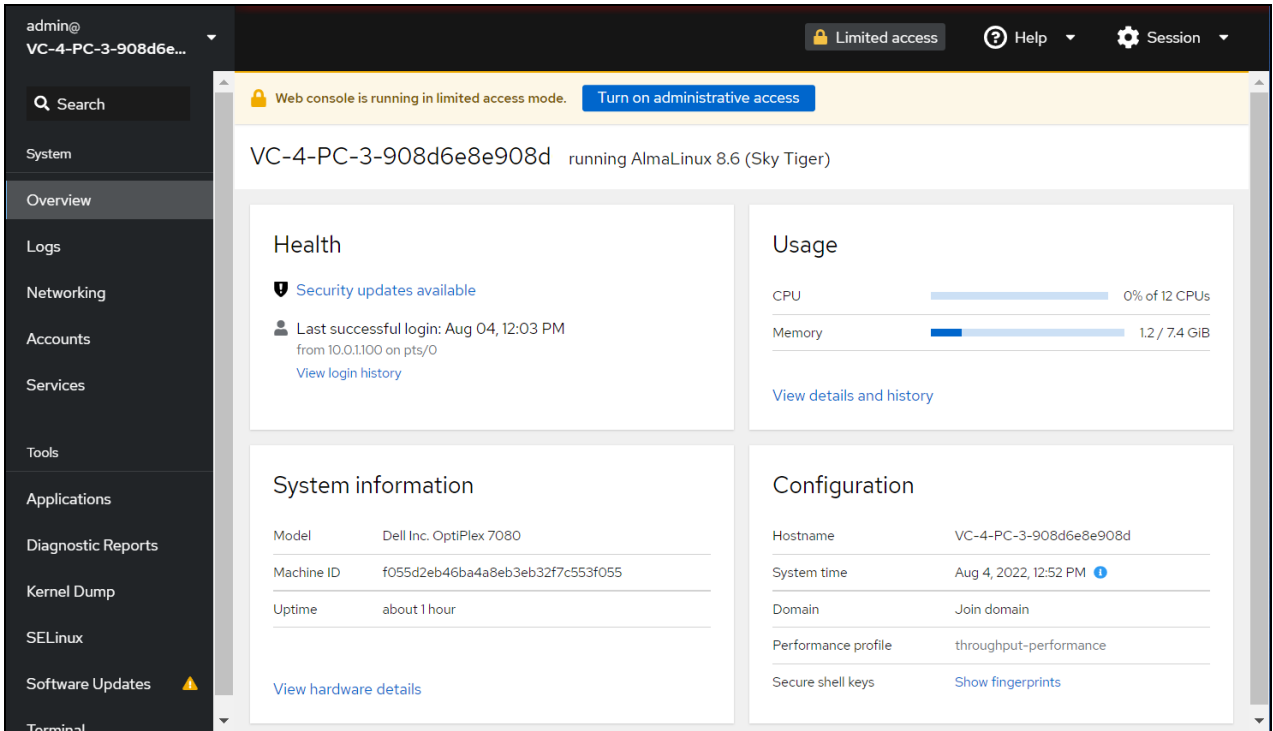 admin@
VC-4-PC-3-908d6e...
Limited access
Help
Session
Search
Web console is running in limited access mode.
Turn on administrative access
System
Overview
Logs
Networking
Accounts
Services
Tools
Applications
Diagnostic Reports
Kernel Dump
SELinux
Software Updates
Terminal
VC-4-PC-3-908d6e8e908d running AlmaLinux 8.6 (Sky Tiger)
Health
Security updates available
Last successful login: Aug 04, 12:03 PM
from 10.0.1.100 on pts/0
View login history
Usage
CPU 0% of 12 CPUs
Memory 1.2 / 7.4 GiB
View details and history
System information
Model Dell Inc. OptiPlex 7080
Machine ID f055d2eb46ba4a8eb3eb32f7c553f055
Uptime about 1 hour
View hardware details
Configuration
Hostname VC-4-PC-3-908d6e8e908d
System time Aug 4, 2022, 12:52 PM
Domain Join domain
Performance profile throughput-performance
Secure shell keys Show fingerprints